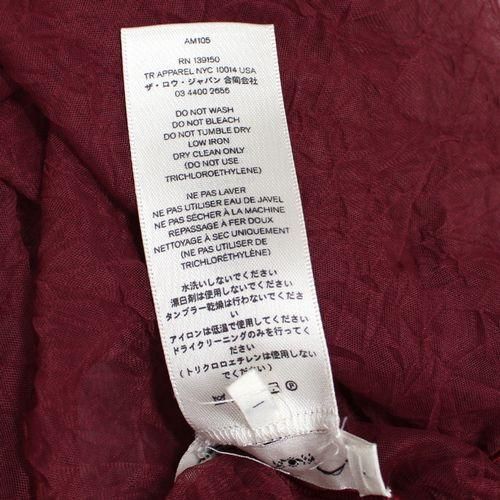 AM105
RN 139150
TR APPAREL NYC 10014 USA
ザ・ロウ・ジャパン 合同会社
03 4400 2656
DO NOT WASH
DO NOT BLEACH
DO NOT TUMBLE DRY
LOW IRON
DRY CLEAN ONLY
(DO NOT USE
TRICHLOROETHYLENE)
NE PAS LAVER
NE PAS UTILISER EAU DE JAVEL
NE PAS SÉCHER À LA MACHINE
REPASSAGE À FER DOUX
NETTOYAGE À SEC UNIQUEMENT
(NE PAS UTILISER DE
TRICHLORÉTHYLÈNE)
水洗いしないでください
漂白剤は使用しないでください
タンブラー乾燥は行わないでくださ
い
アイロンは低温で使用してください
ドライクリーニングのみを行ってく
ださい
(トリクロロエチレンは使用しない
でください)